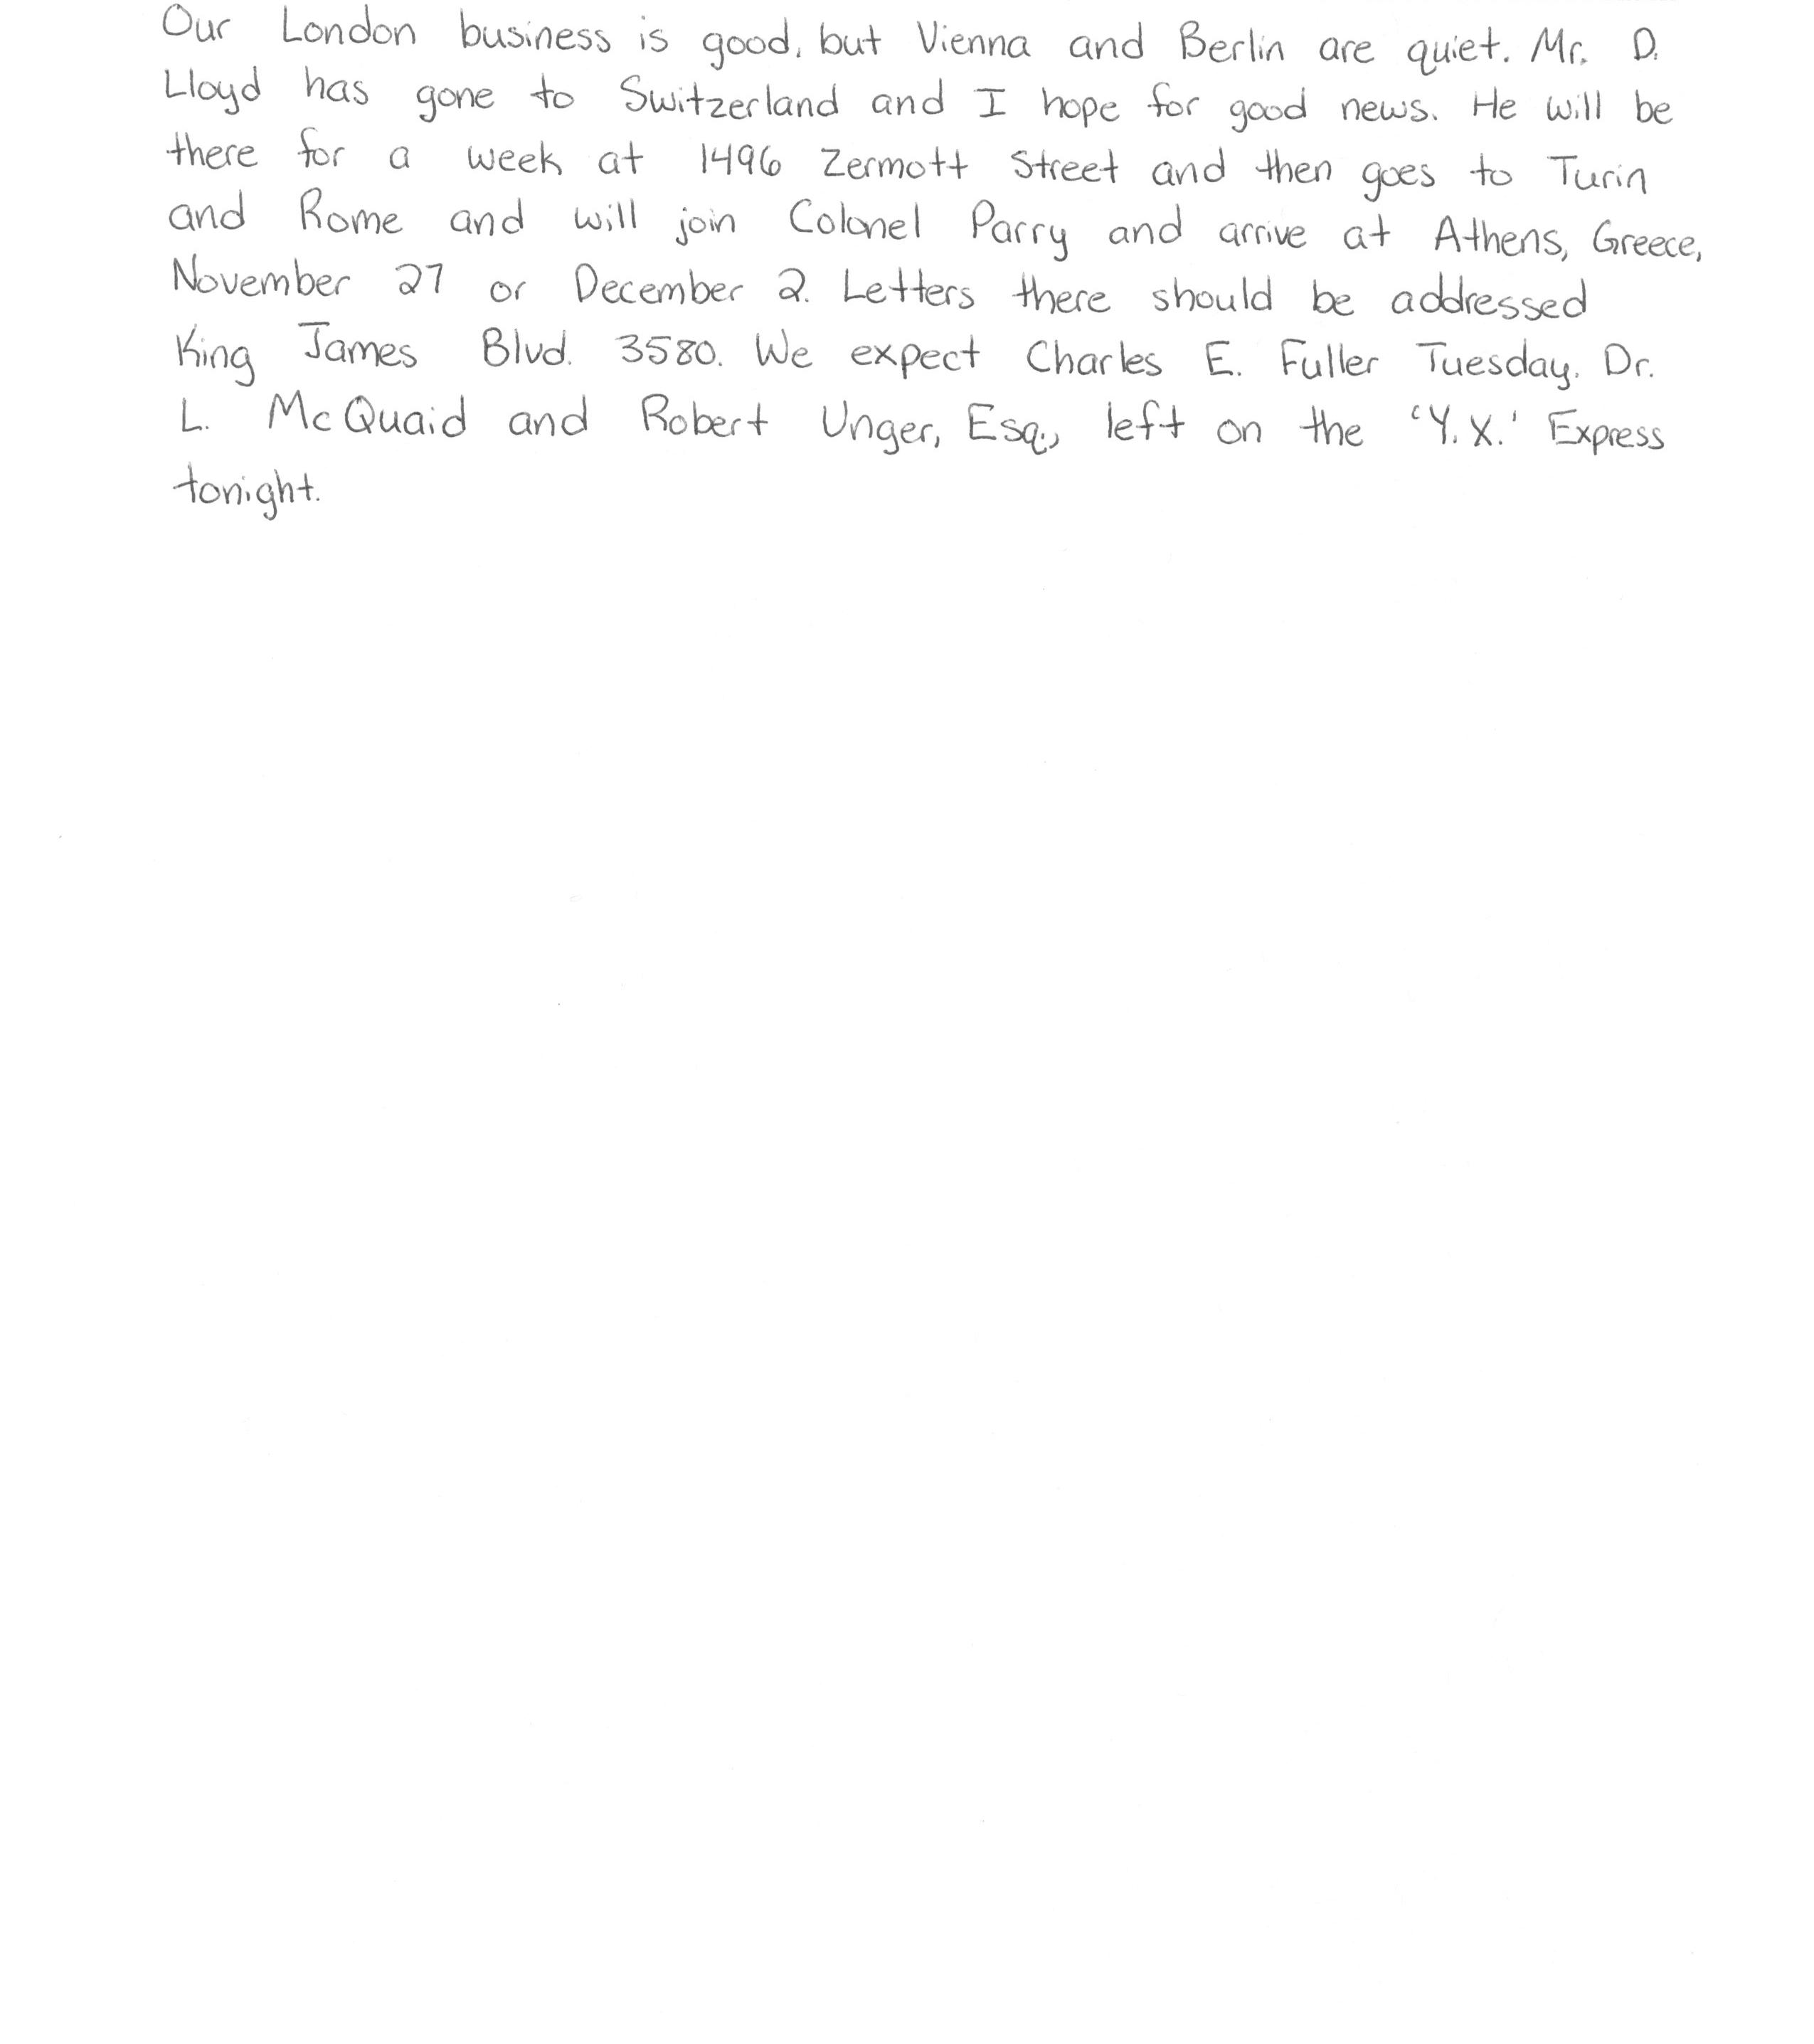 Our London business is good, but Vienna and Berlin are quiet. Mr. D.
Lloyd has gone to Switzerland and I hope for good news. He will be
there for a week at 1496 Zermott Street and then goes to Turin
and Rome and will join Colonel Parry and arrive at Athens, Greece,
November 27 or December 2. Letters there should be addressed
King James Blvd. 3580. We expect Charles E. Fuller Tuesday. Dr.
L. McQuaid and Robert Unger, Esq., left on the 'Y.X.' Express
tonight.